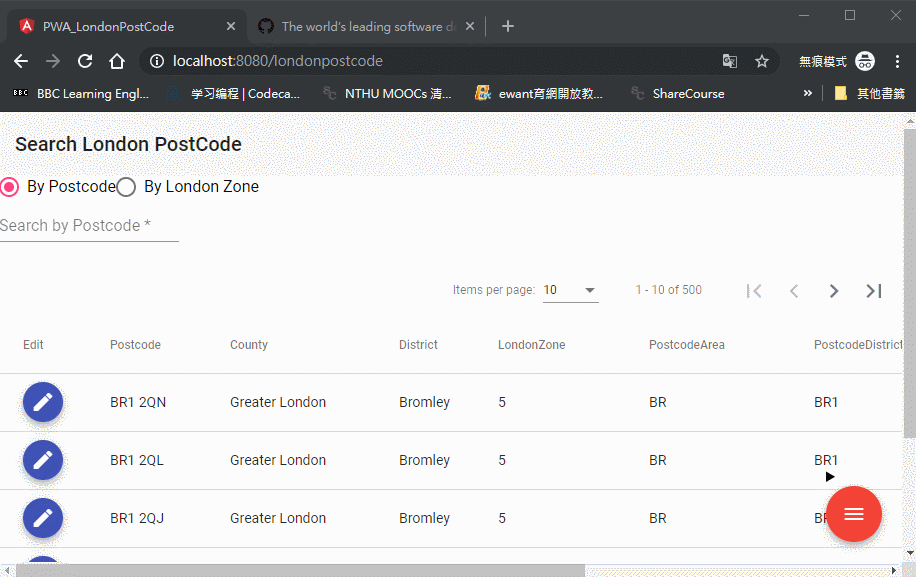 PWA_LondonPostCode
The world's leading software d
localhost:8080/londonpostcode
無痕模式
BBC BBC Learning Engl...
学习编程 | Codeca...
NTHU MOOCs 清...
ewant育網開放教...
ShareCourse
»
其他書籤
Search London PostCode
By Postcode
By London Zone
Search by Postcode *
Items per page: 10
1 - 10 of 500
Edit Postcode County District LondonZone PostcodeArea PostcodeDistrict
BR1 2QN Greater London Bromley 5 BR BR1
BR1 2QL Greater London Bromley 5 BR BR1
BR1 2QJ Greater London Bromley 5 BR